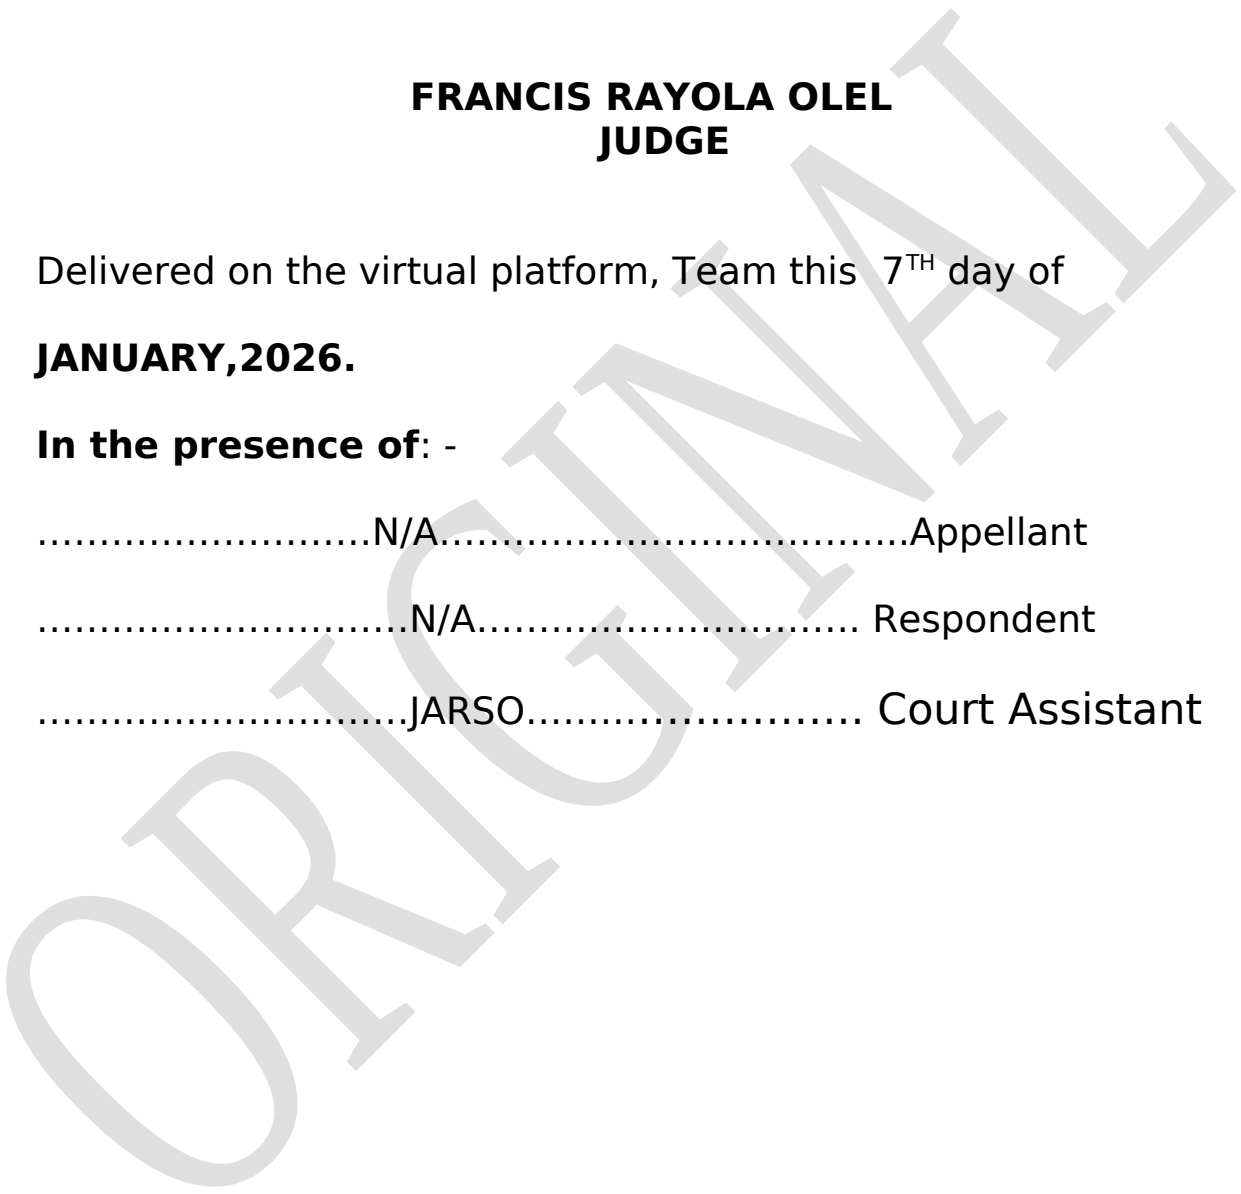 FRANCIS RAYOLA OLEL
JUDGE
Delivered on the virtual platform, Team this 7TH day of
JANUARY,2026.
In the presence of: -
………………………N/A………………………………..Appellant
…………………………N/A…………………………. Respondent
…………………………JARSO……………………… Court Assistant
ORIGINAL